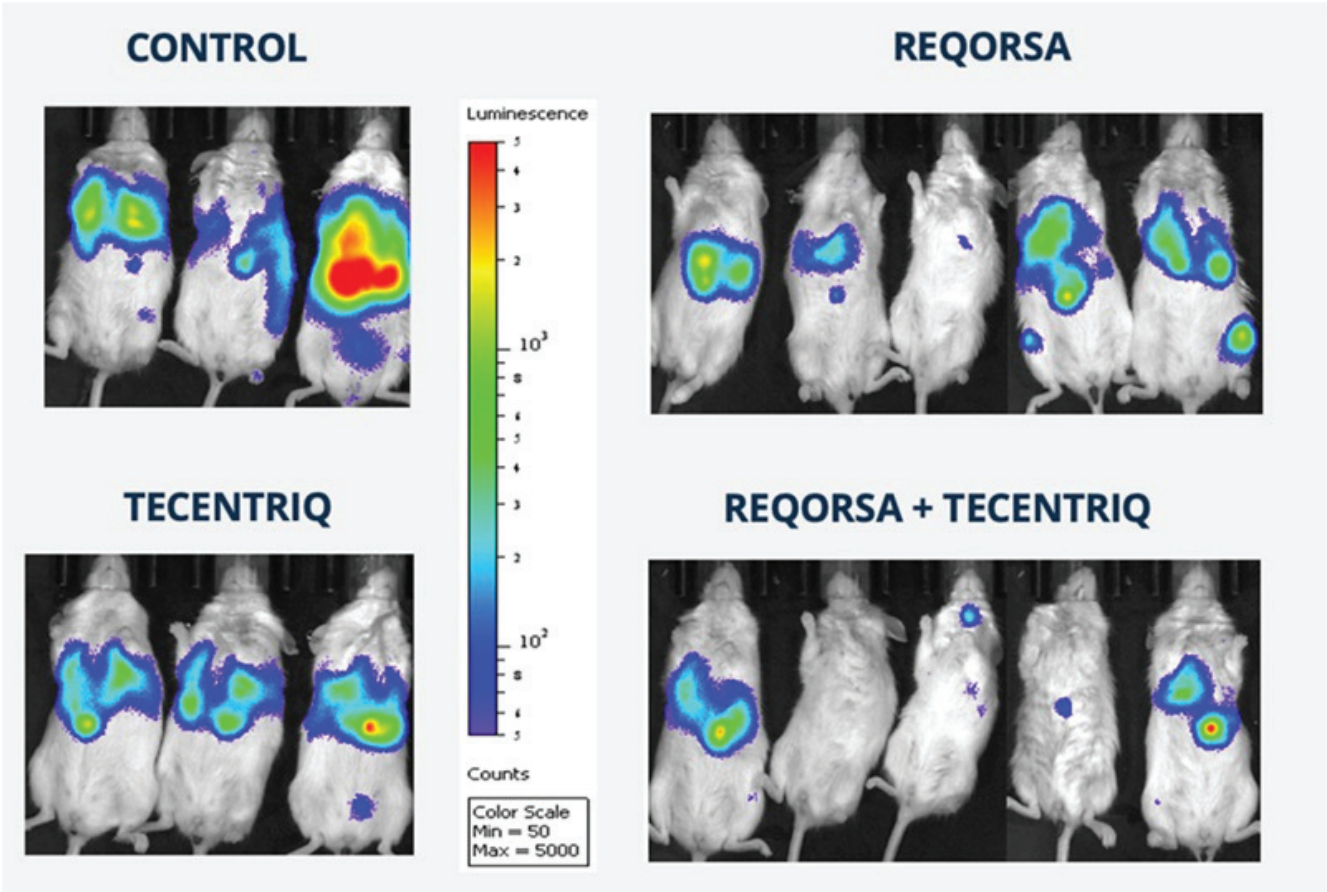 CONTROL
REQORSA
Luminescence
5
4
3
2
10³
8
6
5
4
3
2
10²
8
6
5
Counts
Color Scale
Min = 50
Max = 5000
TECENTRIQ
REQORSA + TECENTRIQ